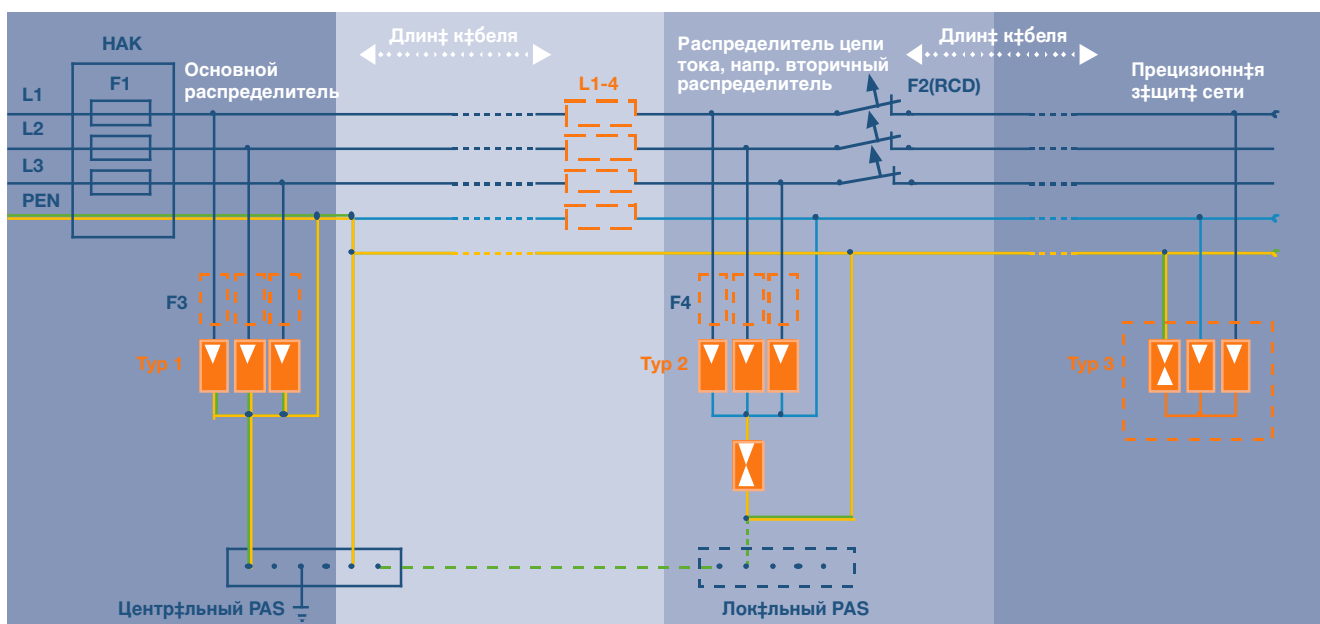 НАК
F1
L1
L2
L3
PEN
Основной
распределитель
Длин‡ к‡беля
L1-4
Распределитель цепи
тока, напр. вторичный
распределитель
F2(RCD)
Длин‡ к‡беля
Прецизионн‡я
з‡щит‡ сети
F3
Typ 1
F4
Typ 2
Typ 3
Центр‡льный PAS
Лок‡льный PAS